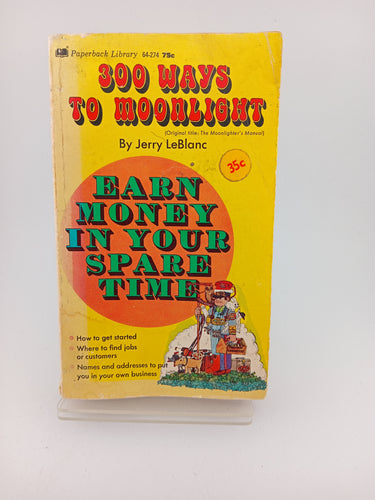 Paperback Library 64-274 75c
300 WAYS
TO MOONLIGHT
(Original title: The Moonlighter's Manual)
By Jerry LeBlanc
35c
EARN
MONEY
IN YOUR
SPARE
TIME
How to get started
Where to find jobs
or customers
Names and addresses to put
you in your own business